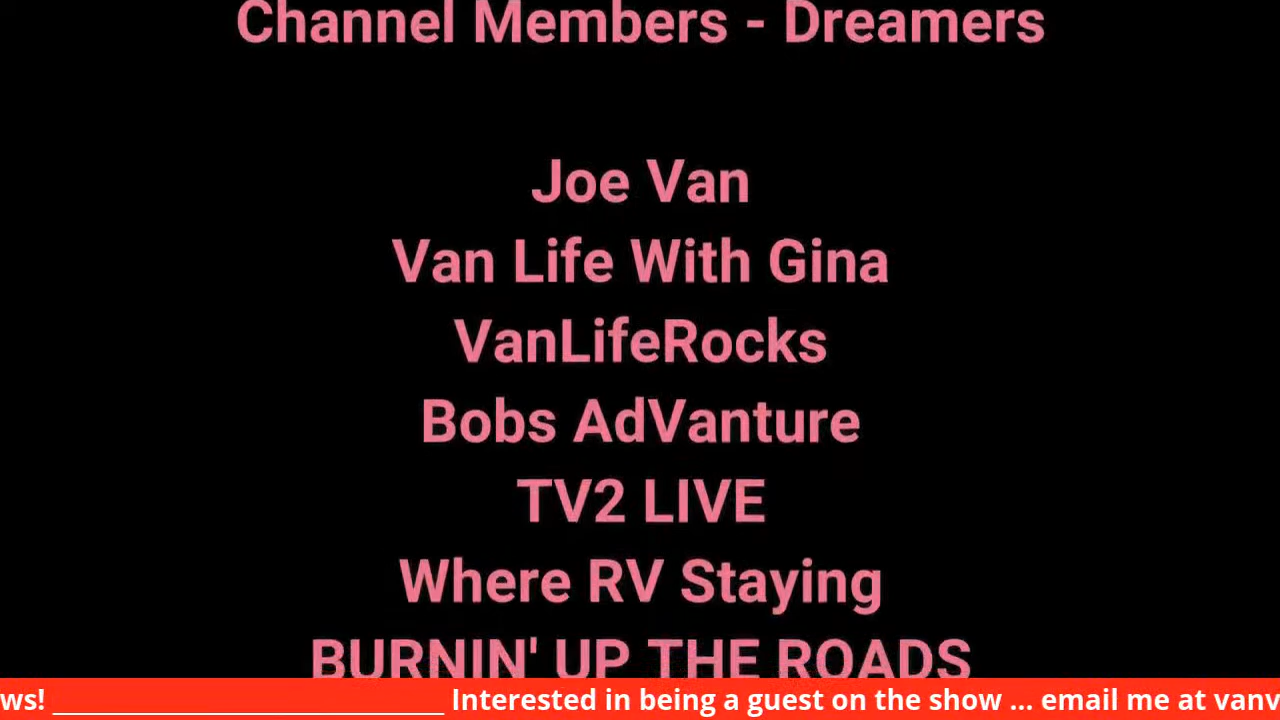 Channel Members - Dreamers
Joe Van
Van Life With Gina
VanLifeRocks
Bobs AdVanture
TV2 LIVE
Where RV Staying
BURNIN' UP THE ROADS
ws! ____________________________ Interested in being a guest on the show ... email me at vanv